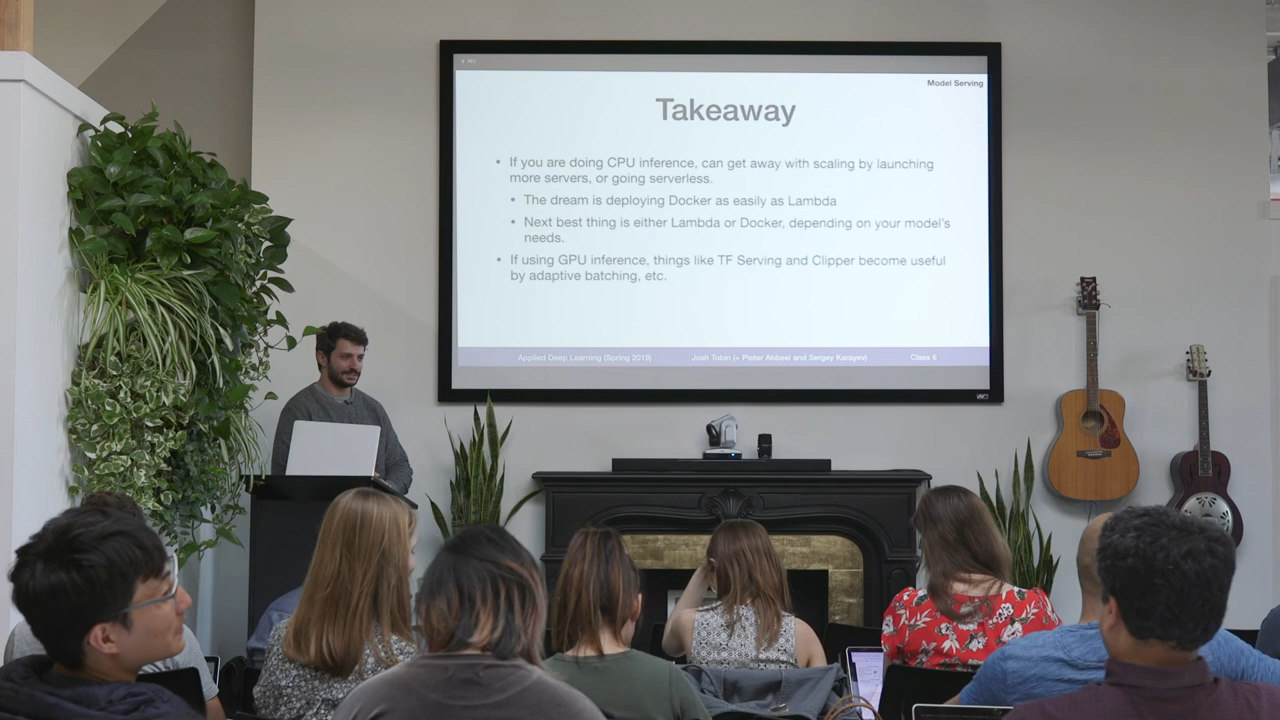 Model Serving
Takeaway
• If you are doing CPU inference, can get away with scaling by launching
more servers, or going serverless.
• The dream is deploying Docker as easily as Lambda
• Next best thing is either Lambda or Docker, depending on your model's
needs.
• If using GPU inference, things like TF Serving and Clipper become useful
by adaptive batching, etc.
Applied Deep Learning (Spring 2019) Josh Tobin (+ Pieter Abbeel and Sergey Karayev) Class 6